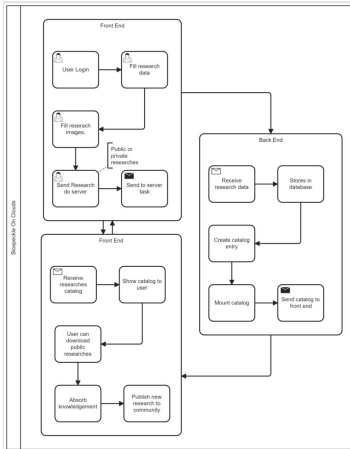 Biospeckle On Clouds
Front End
User Login
Fill research
data
Fill reserach
images.
Public or
private
researches
Send Research
do server
Send to server
task
Back End
Receive
research data
Stores in
database
Create catalog
entry
Mount catalog
Send catalog to
front end
Front End
Receive
researches
catalog
Show catalog to
user
User can
download
public
researches
Absorb
knowledgement
Publish new
research to
community